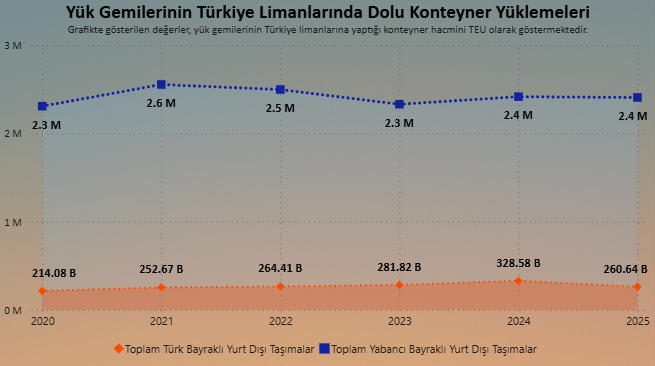 Yük Gemilerinin Türkiye Limanlarında Dolu Konteyner Yüklemeleri
Grafikte gösterilen değerler, yük gemilerinin Türkiye limanlarına yaptığı konteyner hacmini TEU olarak göstermektedir.
3 M
2.3 M
2.6 M
2.5 M
2.3 M
2.4 M
2.4 M
2 M
1 M
214.08 B
252.67 B
264.41 B
281.82 B
328.58 B
260.64 B
0 M
2020 2021 2022 2023 2024 2025
Toplam Türk Bayraklı Yurt Dışı Taşımalar Toplam Yabancı Bayraklı Yurt Dışı Taşımalar